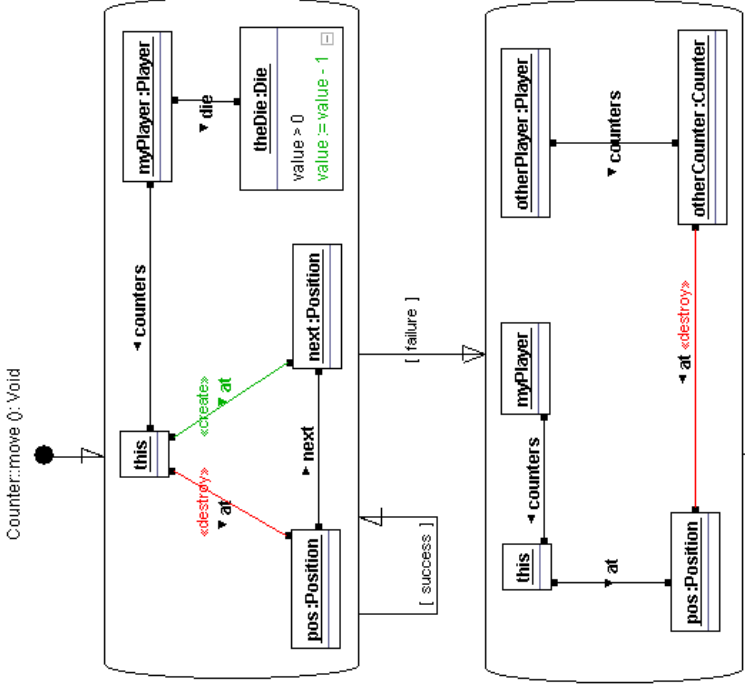 Counter::move (): Void
this
myPlayer :Player
theDie :Die
value > 0
value := value - 1
pos :Position
next :Position
«destroy»
at
«create»
at
counters
die
next
[ success ]
[ failure ]
this
myPlayer
otherPlayer :Player
pos :Position
otherCounter :Counter
counters
at
counters
at «destroy»